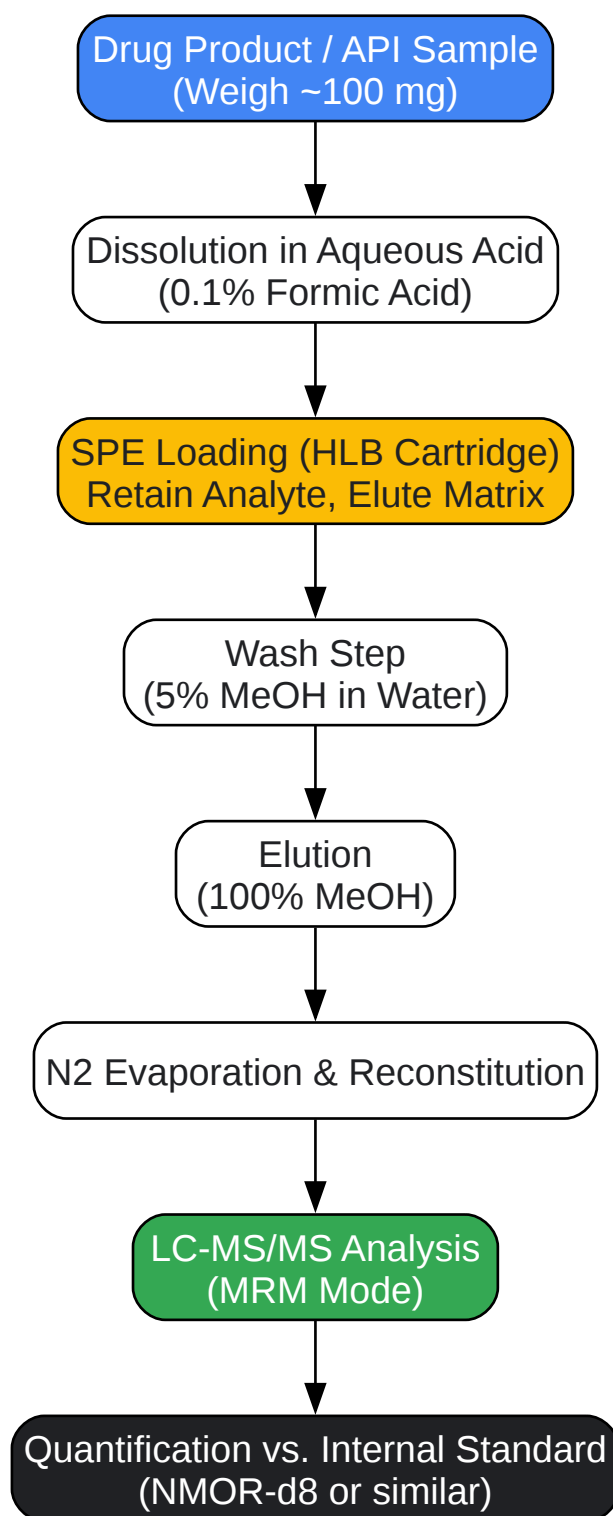 Drug Product / API Sample
(Weigh ~100 mg)
Dissolution in Aqueous Acid
(0.1% Formic Acid)
SPE Loading (HLB Cartridge)
Retain Analyte, Elute Matrix
Wash Step
(5% MeOH in Water)
Elution
(100% MeOH)
N2 Evaporation & Reconstitution
LC-MS/MS Analysis
(MRM Mode)
Quantification vs. Internal Standard
(NMOR-d8 or similar)